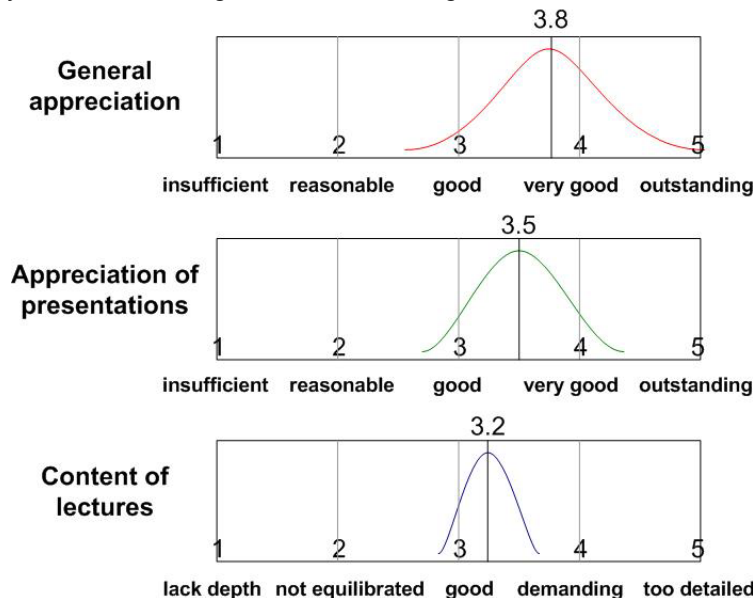 3.8
General
appreciation
1 2 3 4 5
insufficient reasonable good very good outstanding
3.5
Appreciation of
presentations
1 2 3 4 5
insufficient reasonable good very good outstanding
3.2
Content of
lectures
1 2 3 4 5
lack depth not equilibrated good demanding too detailed